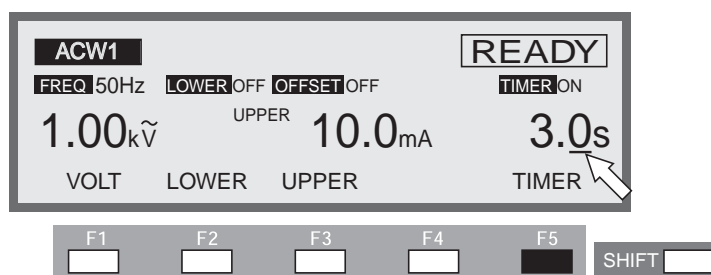 ACW1 READY
FREQ 50Hz LOWER OFF OFFSET OFF TIMER ON
1.00kṼ UPPER 10.0mA 3.0s
VOLT LOWER UPPER TIMER
F1 F2 F3 F4 F5
SHIFT